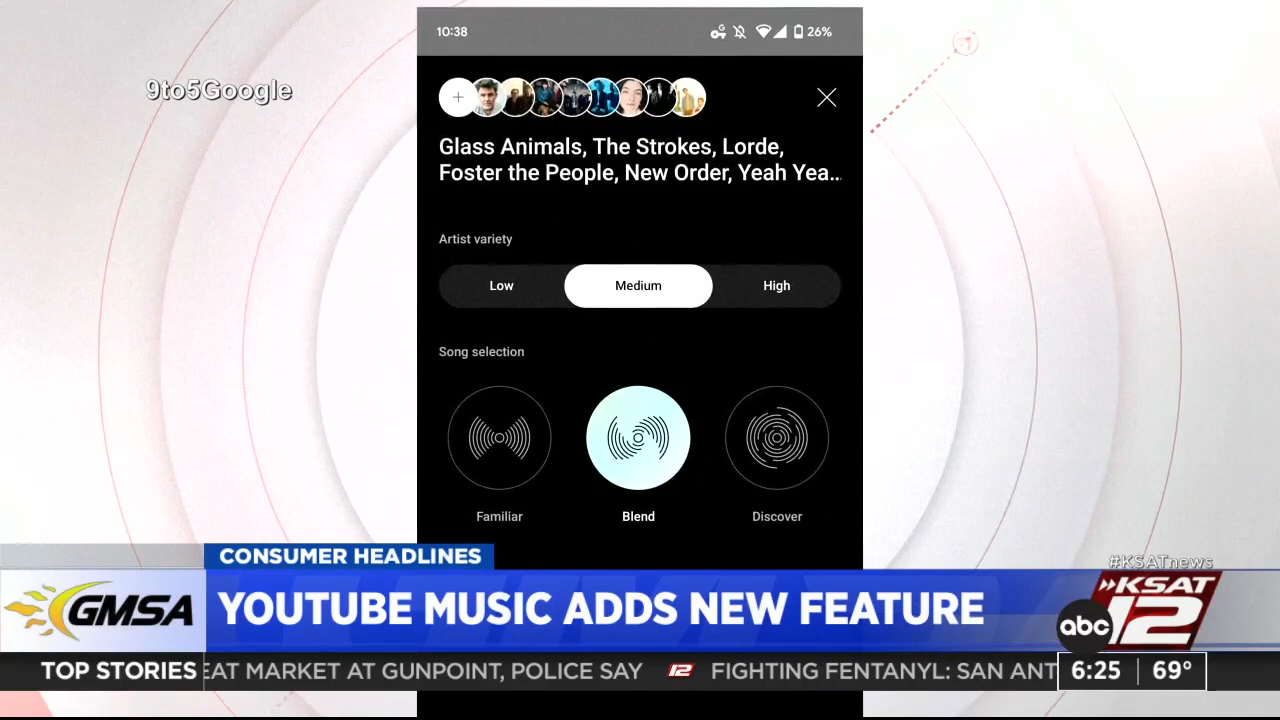 10:38
26%
9to5Google
Glass Animals, The Strokes, Lorde,
Foster the People, New Order, Yeah Yea..
Artist variety
Low Medium High
Song selection
Familiar Blend Discover
CONSUMER HEADLINES
#KSATnews
GMSA
YOUTUBE MUSIC ADDS NEW FEATURE
KSAT
abc 12
TOP STORIES EAT MARKET AT GUNPOINT, POLICE SAY 12 FIGHTING FENTANYL: SAN ANT
6:25 69°